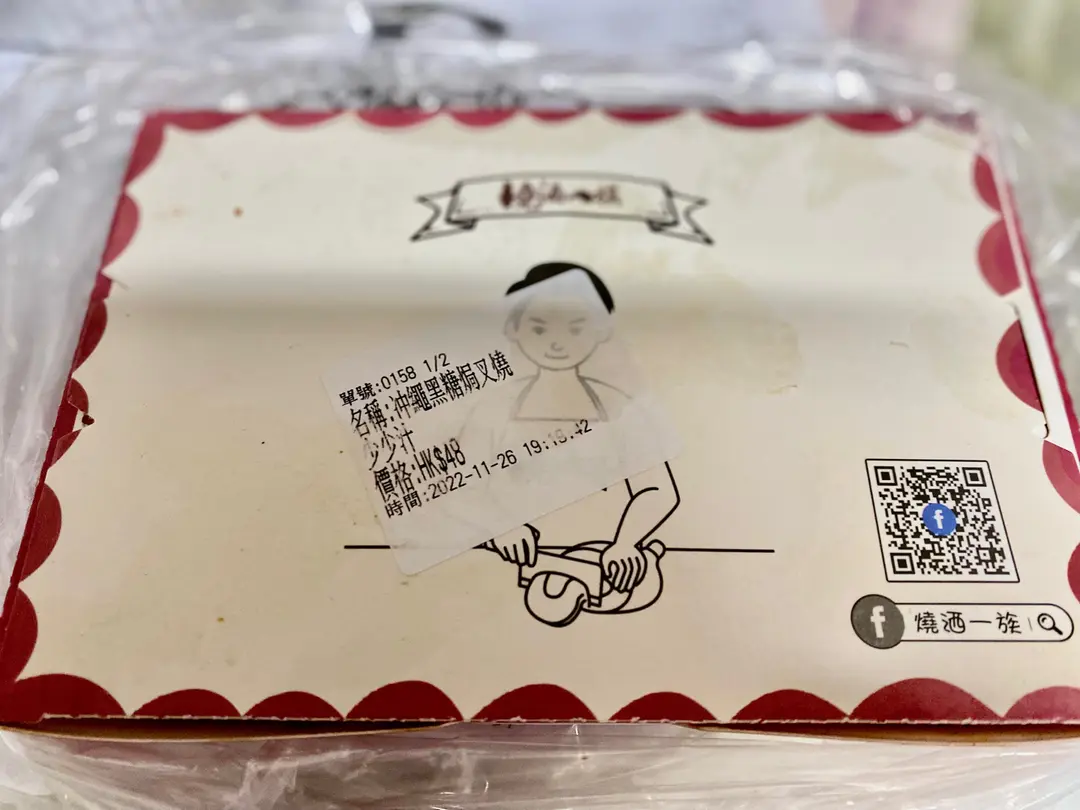 單號:0158 1/2
名稱:沖繩黑糖焗叉燒
少少汁
價格:HK$48
時間:2022-11-26 19:19:42
f
f 燒酒一族